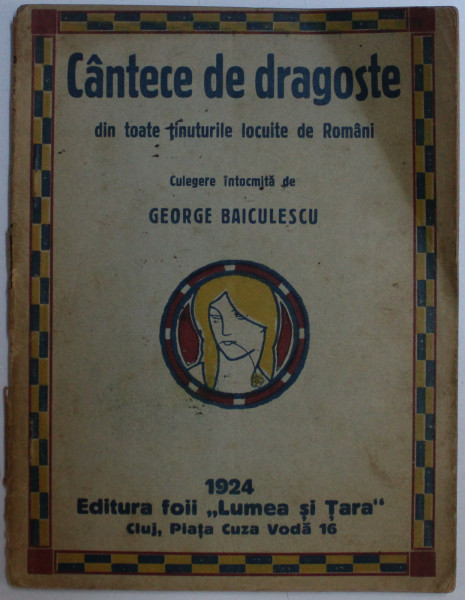 Cântece de dragoste
din toate ținuturile locuite de Români
Culegere întocmită de
GEORGE BAICULESCU
1924
Editura foii „Lumea și Țara“
Cluj, Piața Cuza Vodă 16